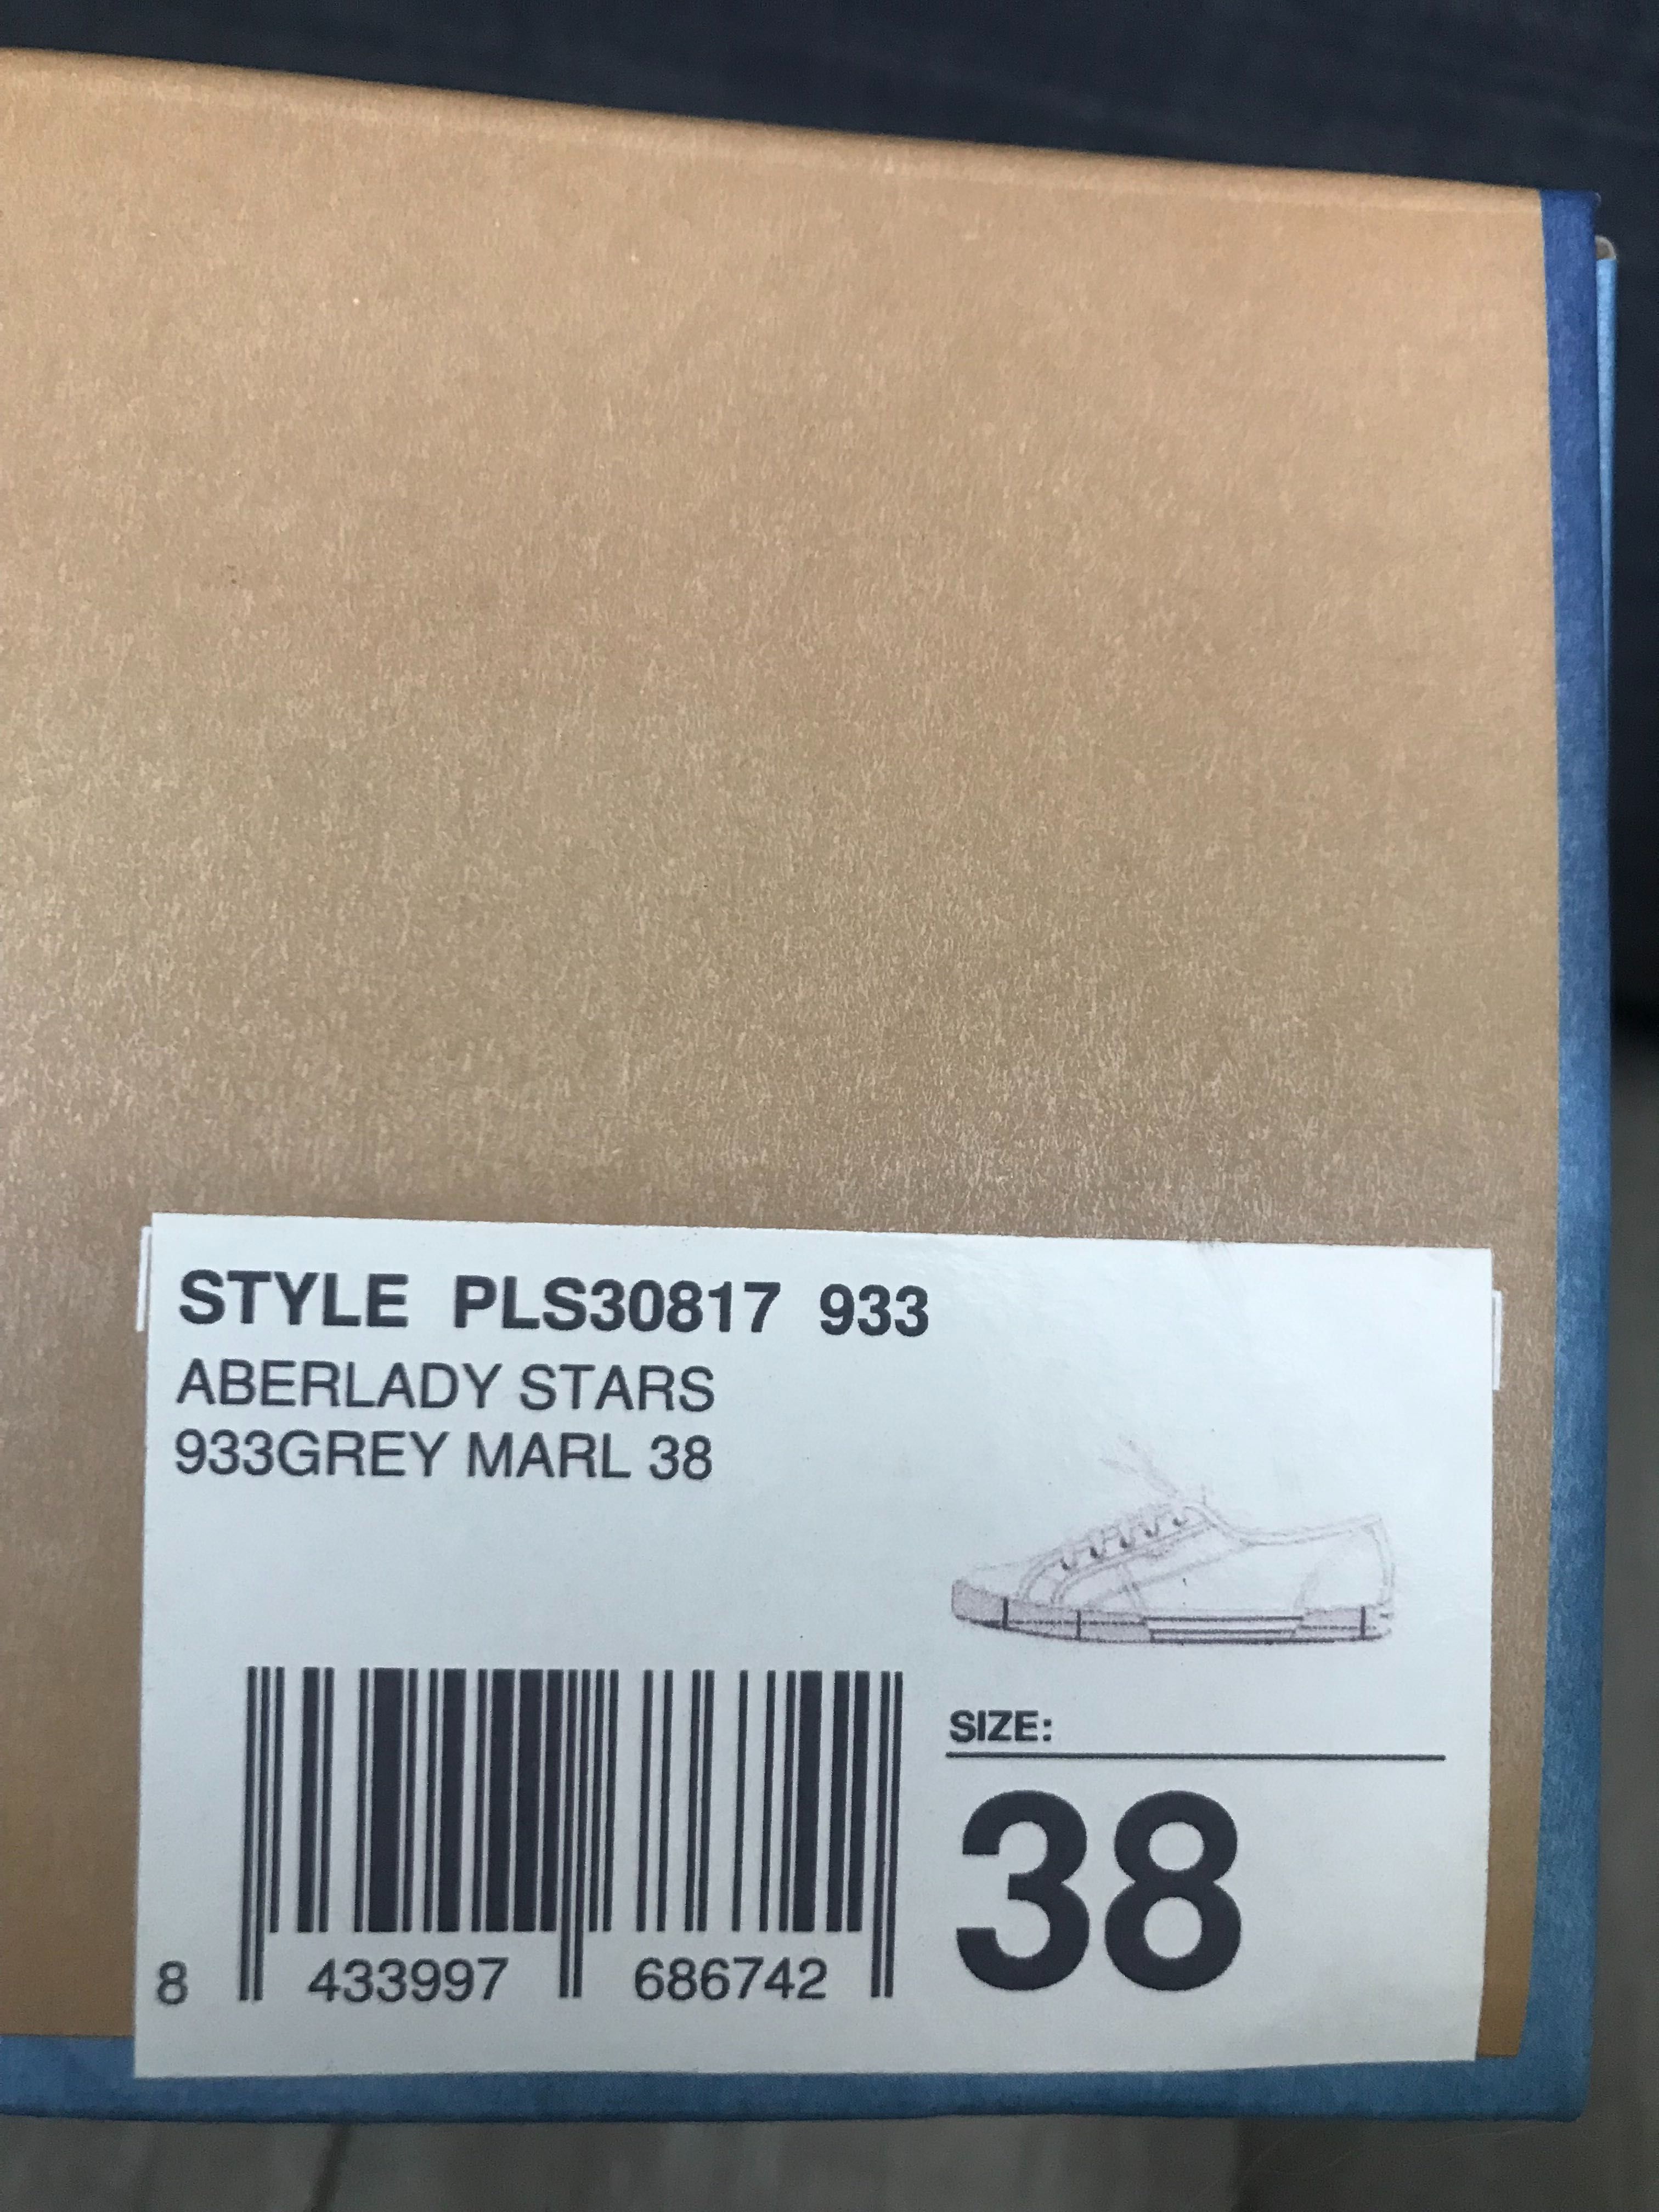 STYLE PLS30817 933
ABERLADY STARS
933GREY MARL 38
SIZE:
38
8 433997 686742